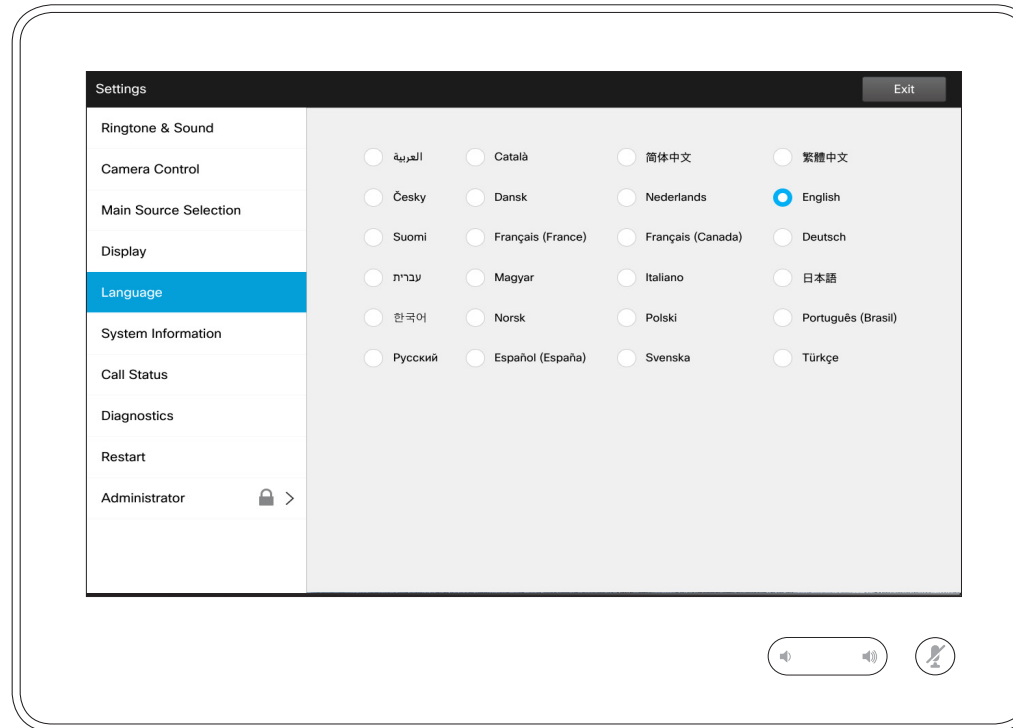 Settings
Exit
Ringtone & Sound
Camera Control
Main Source Selection
Display
Language
System Information
Call Status
Diagnostics
Restart
Administrator
العربية Català 简体中文 繁體中文
Česky Dansk Nederlands English
Suomi Français (France) Français (Canada) Deutsch
עברית Magyar Italiano 日本語
한국어 Norsk Polski Português (Brasil)
Русский Español (España) Svenska Türkçe